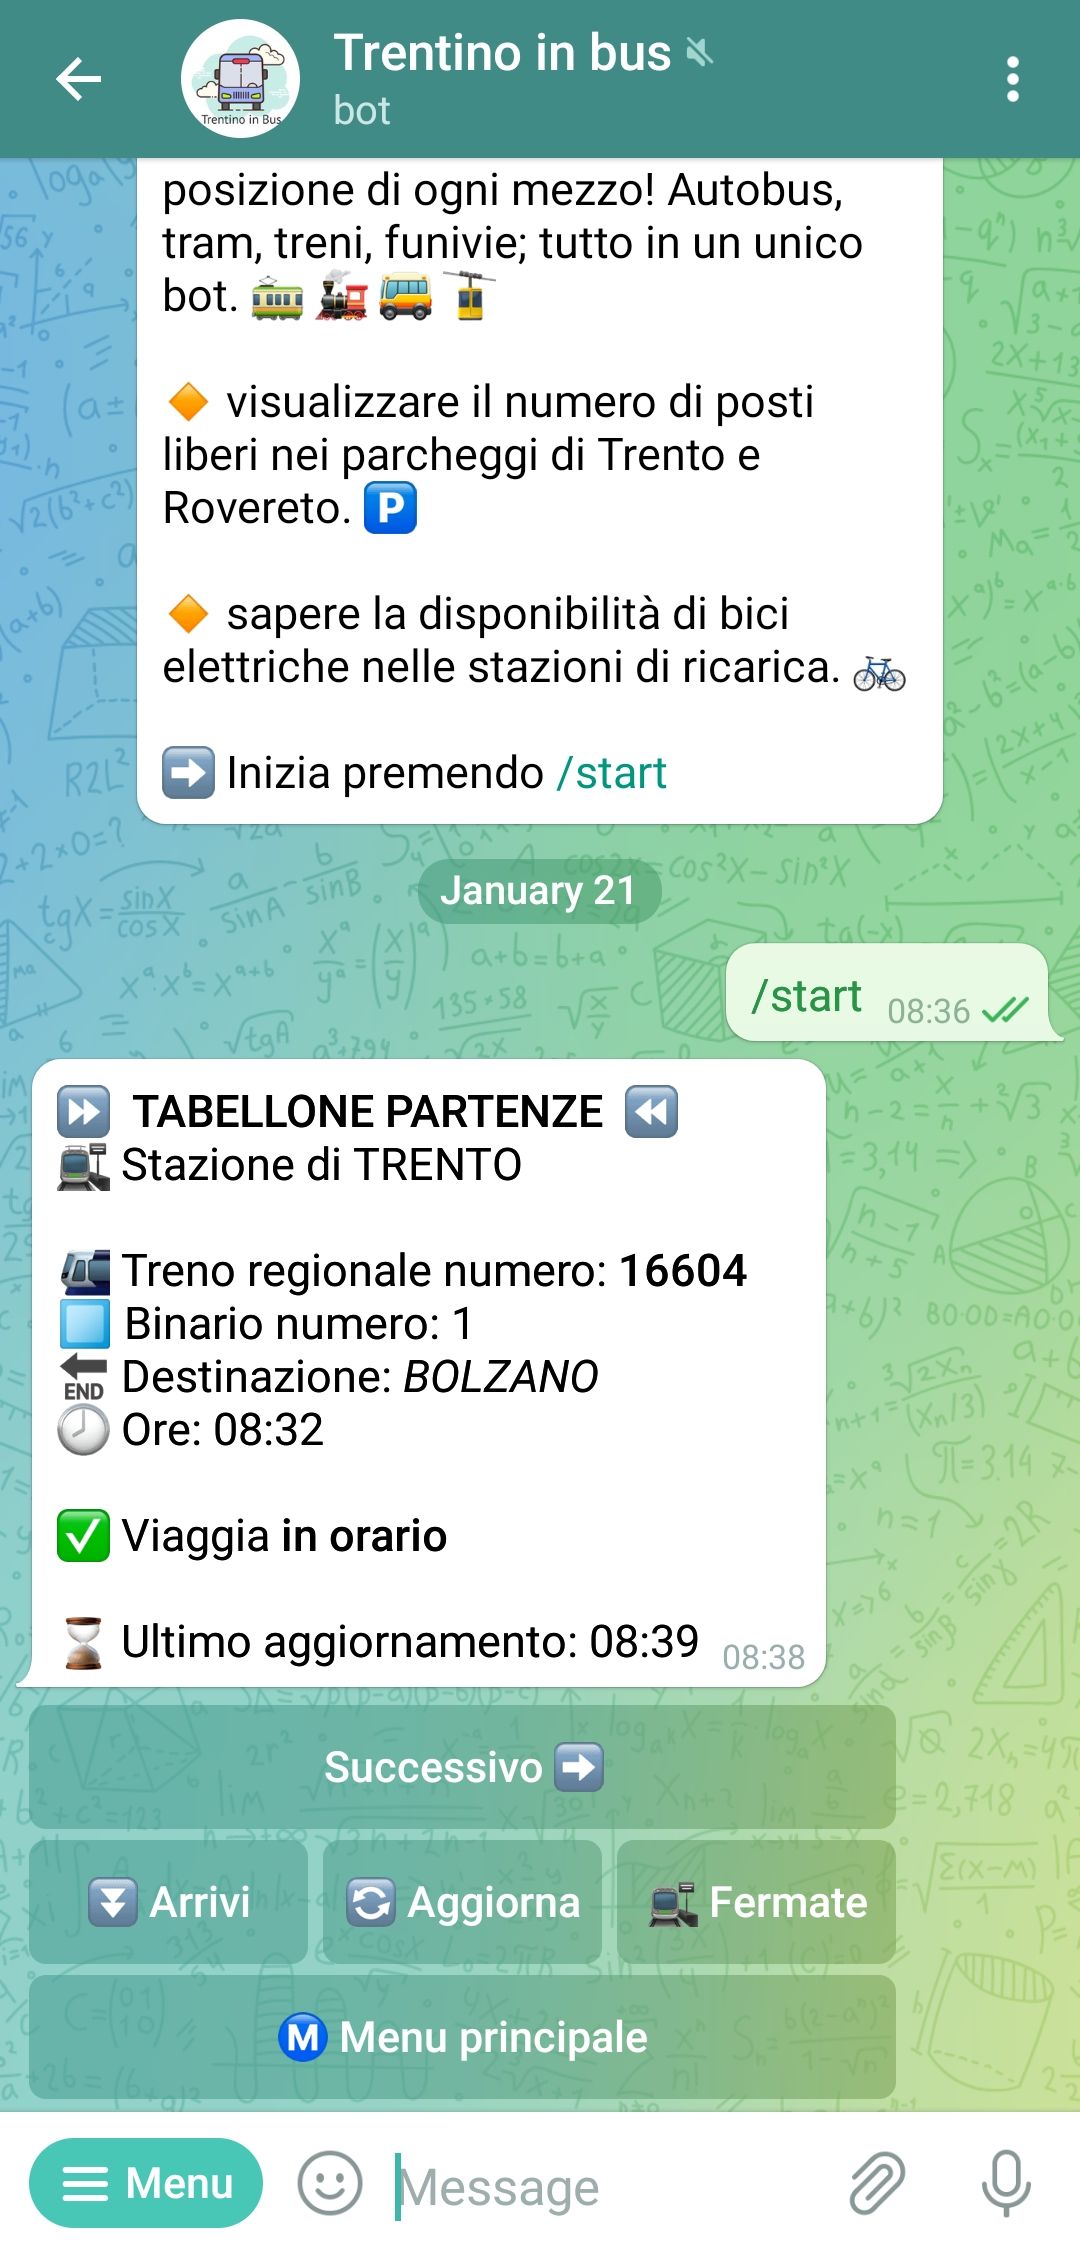 Trentino in bus
bot
Trentino in Bus
posizione di ogni mezzo! Autobus,
tram, treni, funivie; tutto in un unico
bot.
visualizzare il numero di posti
liberi nei parcheggi di Trento e
Rovereto. P
sapere la disponibilità di bici
elettriche nelle stazioni di ricarica.
Inizia premendo /start
January 21
/start 08:36
TABELLONE PARTENZE
Stazione di TRENTO
Treno regionale numero: 16604
Binario numero: 1
END Destinazione: BOLZANO
Ore: 08:32
Viaggia in orario
Ultimo aggiornamento: 08:39 08:38
Successivo
Arrivi Aggiorna Fermate
M Menu principale
Menu Message